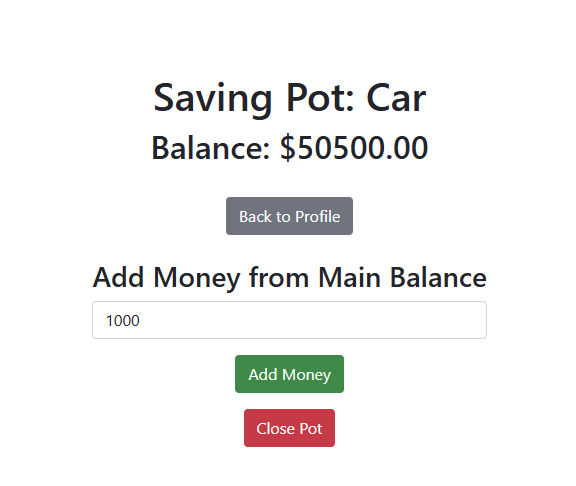 Saving Pot: Car
Balance: $50500.00
Back to Profile
Add Money from Main Balance
1000
Add Money
Close Pot